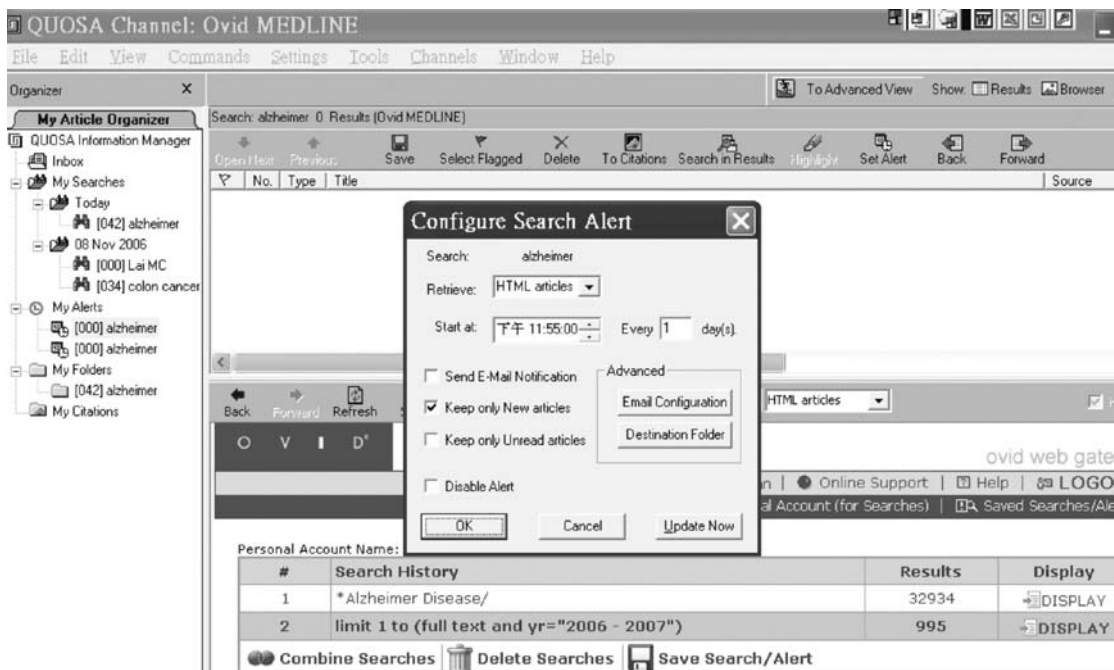 QUOSA Channel: Ovid MEDLINE
File Edit View Commands Settings Tools Channels Window Help
Organizer X
To Advanced View Show: Results Browser
My Article Organizer
Search: alzheimer 0 Results (Ovid MEDLINE)
QUOSA Information Manager
Inbox
My Searches
Today
[042] alzheimer
08 Nov 2006
[000] Lai MC
[034] colon cancer
My Alerts
[000] alzheimer
[000] alzheimer
My Folders
[042] alzheimer
My Citations
Open Next Previous Save Select Flagged Delete To Citations Search in Results Highlight Set Alert Back Forward
No. Type Title Source
Configure Search Alert
Search: alzheimer
Retrieve: HTML articles
Start at: 下午 11:55:00 Every 1 day(s).
Send E-Mail Notification
Keep only New articles
Keep only Unread articles
Disable Alert
Advanced
Email Configuration
Destination Folder
OK Cancel Update Now
Back Forward Refresh HTML articles
O V I D
ovid web gate
Online Support Help LOGO
al Account (for Searches) Saved Searches/Ale
Personal Account Name:
# Search History Results Display
1 *Alzheimer Disease/ 32934 DISPLAY
2 limit 1 to (full text and yr="2006 - 2007") 995 DISPLAY
Combine Searches Delete Searches Save Search/Alert